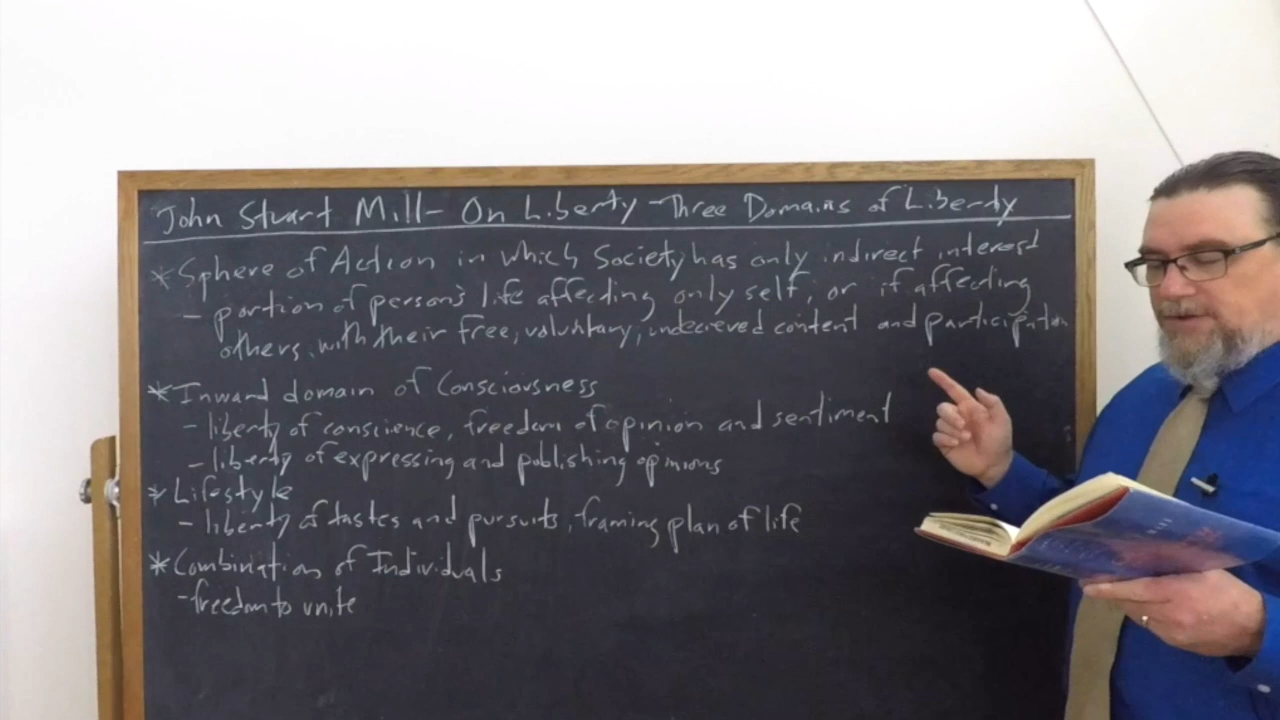 John Stuart Mill - On Liberty - Three Domains of Liberty
* Sphere of Action in which Society has only indirect interest
- portion of person's life affecting only self, or if affecting
others, with their free, voluntary, undecieved content and participation
* Inward domain of Consciousness
- liberty of conscience, freedom of opinion and sentiment
- liberty of expressing and publishing opinions
* Lifestyle
- liberty of tastes and pursuits, framing plan of life
* Combination of Individuals
- freedom to unite